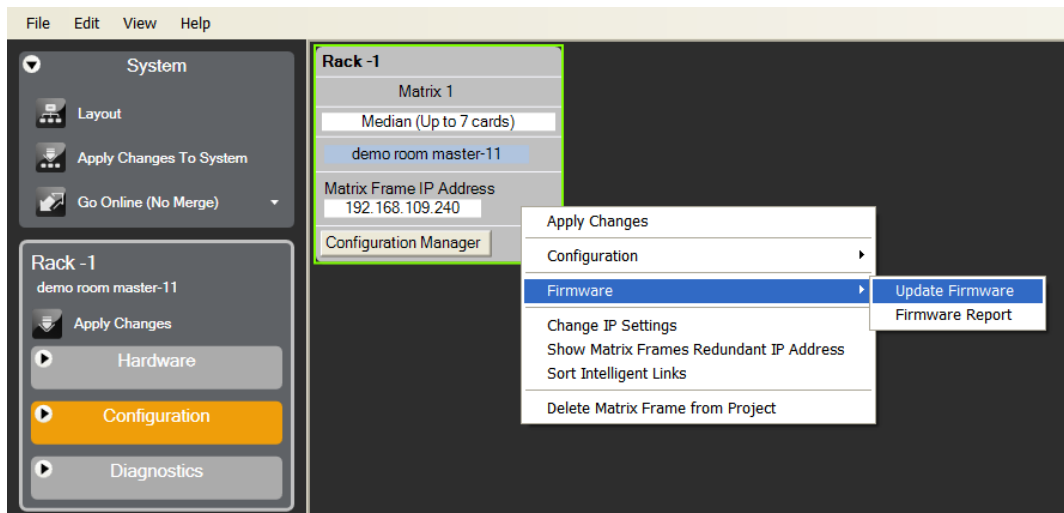 File Edit View Help
System
Layout
Apply Changes To System
Go Online (No Merge)
Rack -1
demo room master-11
Apply Changes
Hardware
Configuration
Diagnostics
Rack -1
Matrix 1
Median (Up to 7 cards)
demo room master-11
Matrix Frame IP Address
192.168.109.240
Configuration Manager
Apply Changes
Configuration
Firmware
Change IP Settings
Show Matrix Frames Redundant IP Address
Sort Intelligent Links
Delete Matrix Frame from Project
Update Firmware
Firmware Report